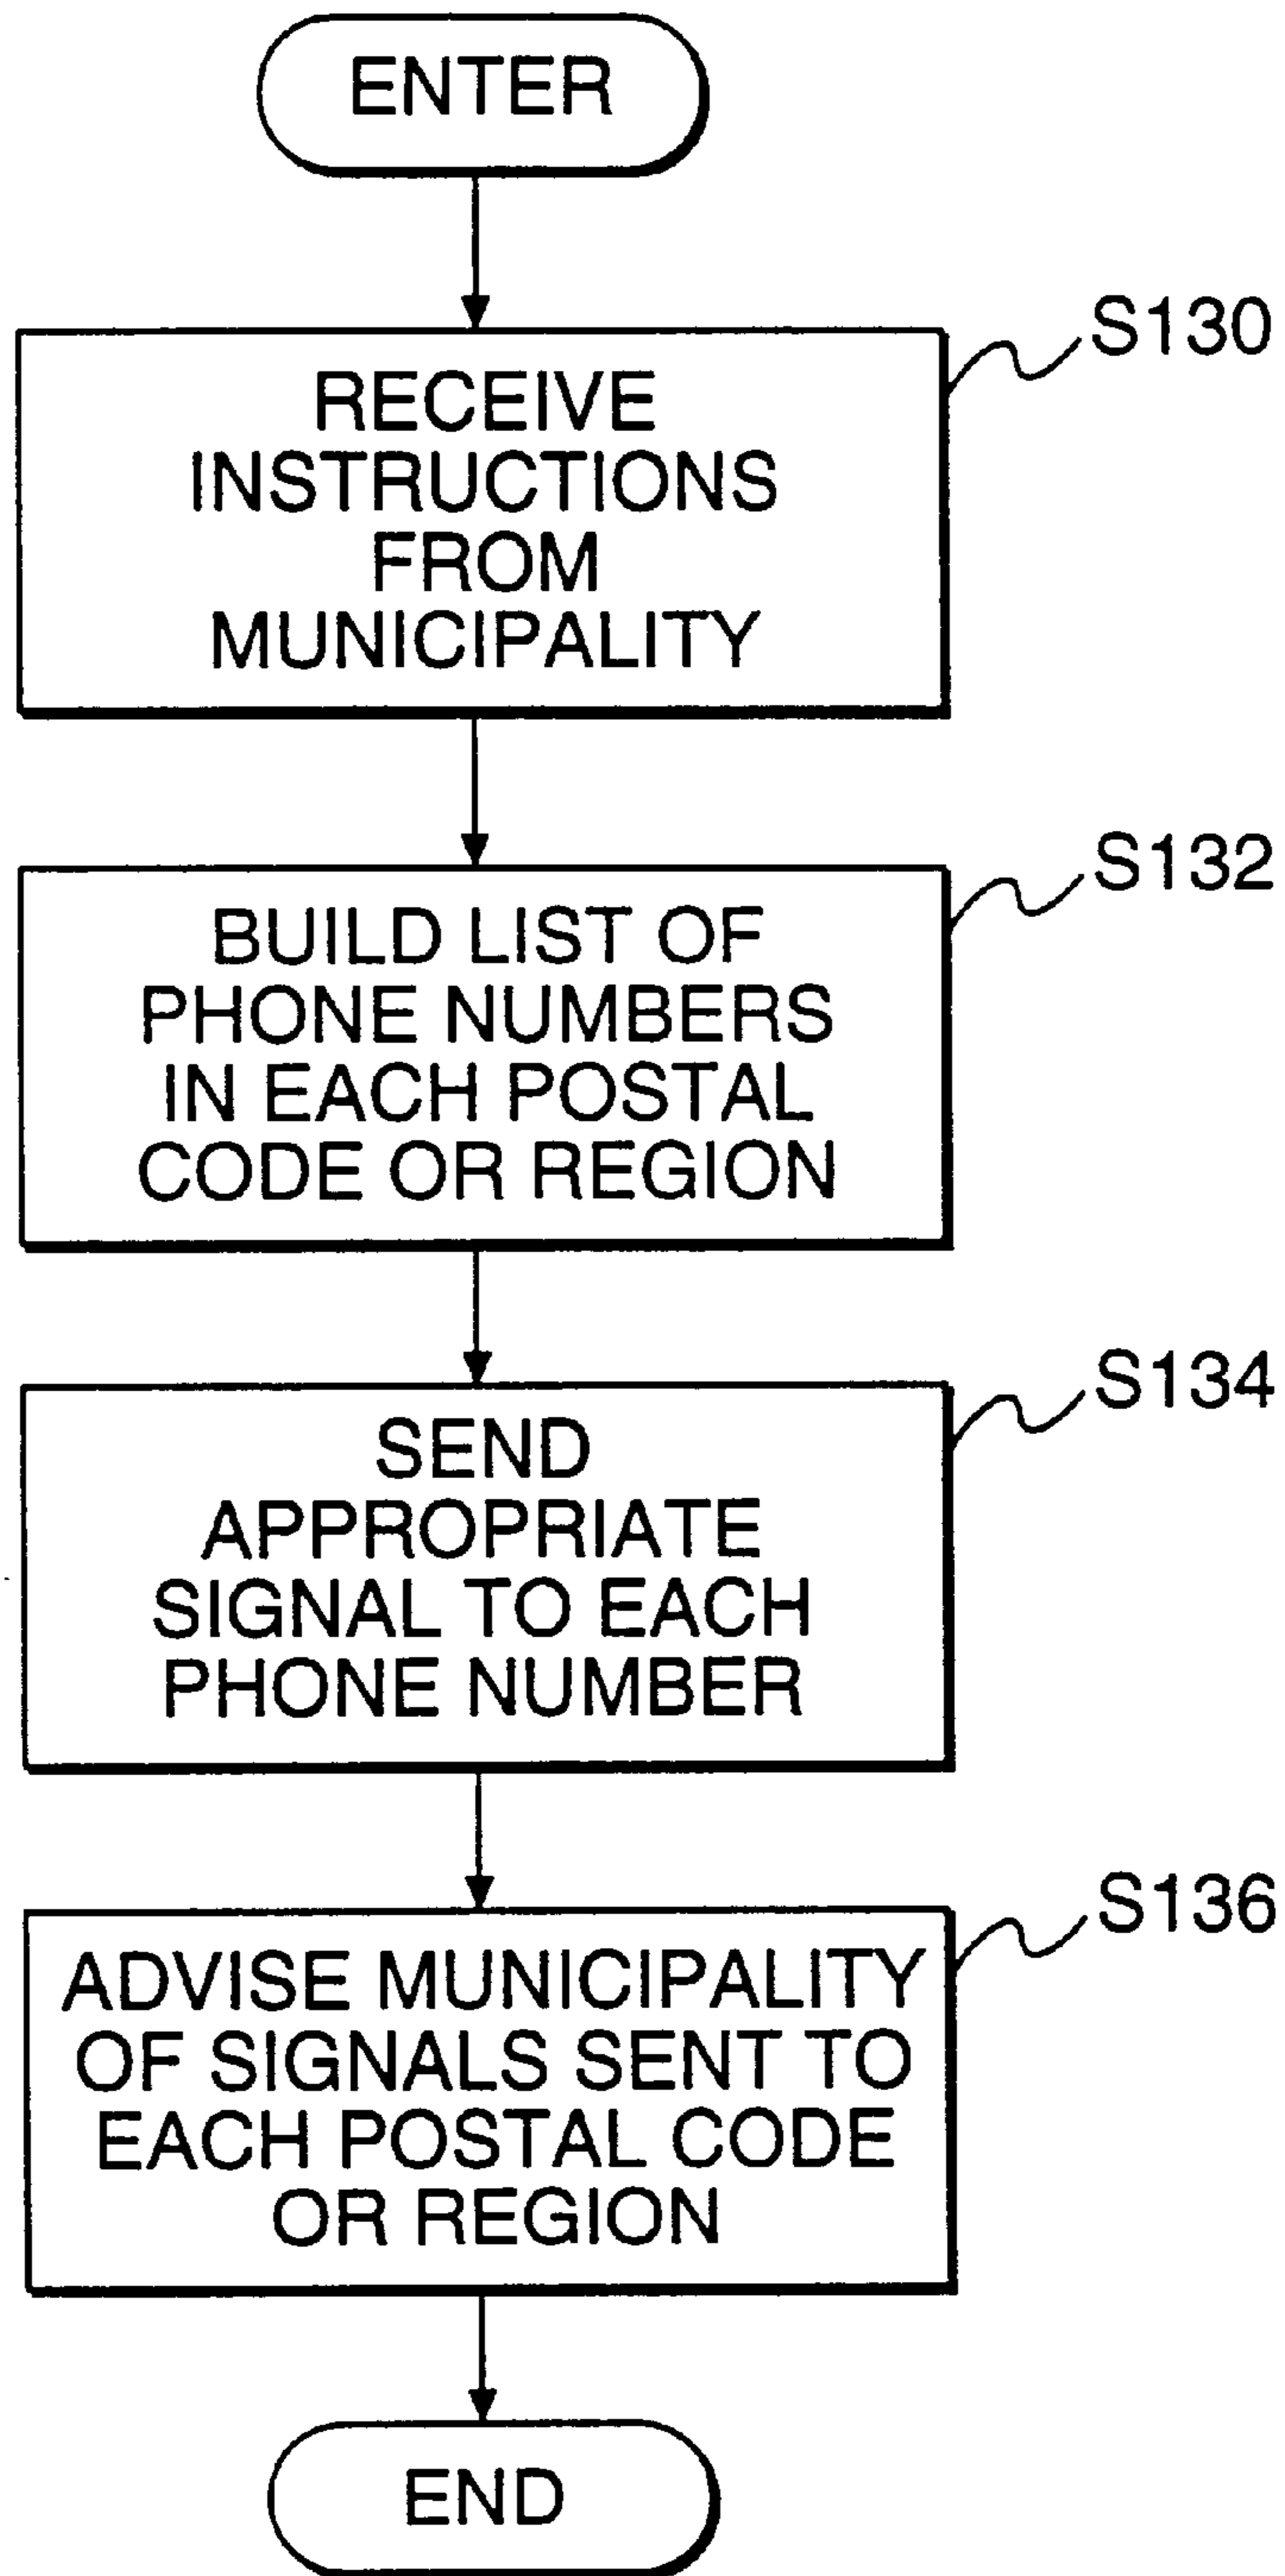 ENTER
S130
RECEIVE
INSTRUCTIONS
FROM
MUNICIPALITY
S132
BUILD LIST OF
PHONE NUMBERS
IN EACH POSTAL
CODE OR REGION
S134
SEND
APPROPRIATE
SIGNAL TO EACH
PHONE NUMBER
S136
ADVISE MUNICIPALITY
OF SIGNALS SENT TO
EACH POSTAL CODE
OR REGION
END